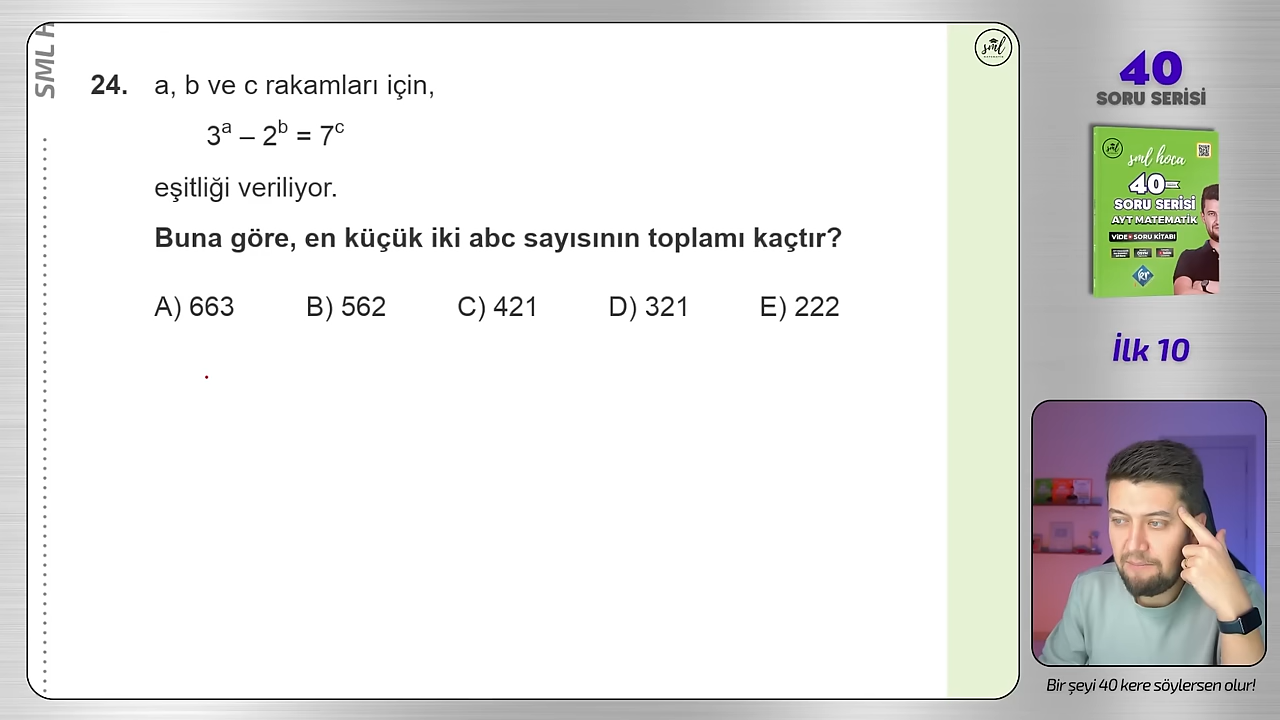 SML H
sml
24. a, b ve c rakamları için,
3ᵃ – 2ᵇ = 7ᶜ
eşitliği veriliyor.
Buna göre, en küçük iki abc sayısının toplamı kaçtır?
A) 663 B) 562 C) 421 D) 321 E) 222
40
SORU SERİSİ
sml hoca
40
SORU SERİSİ
AYT MATEMATİK
VİDEO SORU KİTABI
İlk 10
Bir şeyi 40 kere söylersen olur!